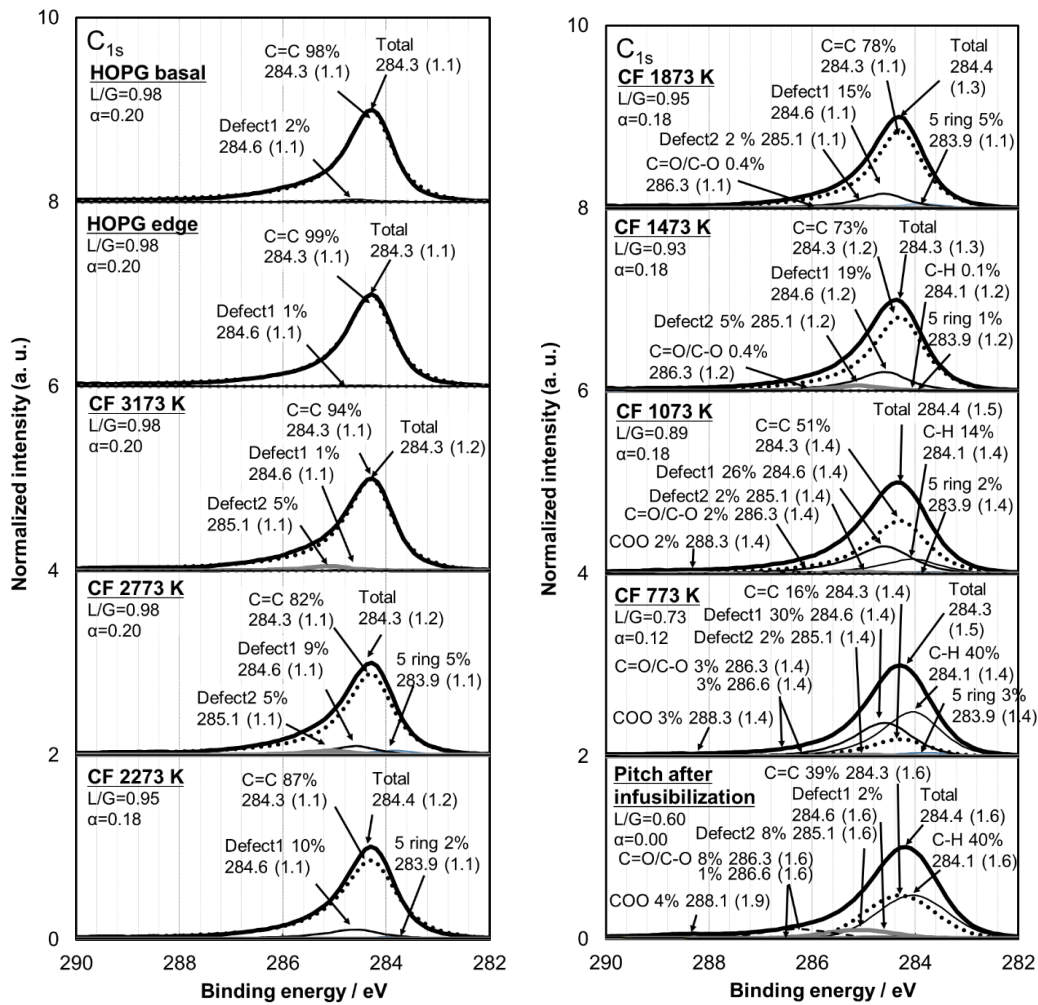 Normalized intensity (a. u.)
10
C1s
HOPG basal
L/G=0.98
α=0.20
C=C 98%
284.3 (1.1)
Total
284.3 (1.1)
Defect1 2%
284.6 (1.1)
8
HOPG edge
L/G=0.98
α=0.20
C=C 99%
284.3 (1.1)
Total
284.3 (1.1)
Defect1 1%
284.6 (1.1)
6
CF 3173 K
L/G=0.98
α=0.20
C=C 94%
284.3 (1.1)
Total
284.3 (1.2)
Defect1 1%
284.6 (1.1)
Defect2 5%
285.1 (1.1)
4
CF 2773 K
L/G=0.98
α=0.20
C=C 82%
284.3 (1.1)
Total
284.3 (1.2)
Defect1 9%
284.6 (1.1)
5 ring 5%
283.9 (1.1)
Defect2 5%
285.1 (1.1)
2
CF 2273 K
L/G=0.95
α=0.18
C=C 87%
284.3 (1.1)
Total
284.4 (1.2)
Defect1 10%
284.6 (1.1)
5 ring 2%
283.9 (1.1)
0
290 288 286 284 282
Binding energy / eV
Normalized intensity (a. u.)
10
C1s
CF 1873 K
L/G=0.95
α=0.18
C=C 78%
284.3 (1.1)
Total
284.4
(1.3)
Defect1 15%
284.6 (1.1)
5 ring 5%
283.9 (1.1)
Defect2 2 % 285.1 (1.1)
C=O/C-O 0.4%
286.3 (1.1)
8
CF 1473 K
L/G=0.93
α=0.18
C=C 73%
284.3 (1.2)
Total
284.3 (1.3)
Defect1 19%
284.6 (1.2)
C-H 0.1%
284.1 (1.2)
Defect2 5% 285.1 (1.2)
5 ring 1%
283.9 (1.2)
C=O/C-O 0.4%
286.3 (1.2)
6
CF 1073 K
L/G=0.89
α=0.18
Total 284.4 (1.5)
C=C 51%
284.3 (1.4)
C-H 14%
284.1 (1.4)
Defect1 26% 284.6 (1.4)
Defect2 2% 285.1 (1.4)
5 ring 2%
283.9 (1.4)
C=O/C-O 2% 286.3 (1.4)
COO 2% 288.3 (1.4)
4
CF 773 K
L/G=0.73
α=0.12
C=C 16% 284.3 (1.4)
Total
284.3
(1.5)
Defect1 30% 284.6 (1.4)
Defect2 2% 285.1 (1.4)
C-H 40%
284.1 (1.4)
C=O/C-O 3% 286.3 (1.4)
3% 286.6 (1.4)
5 ring 3%
283.9 (1.4)
COO 3% 288.3 (1.4)
2
Pitch after
infusibilization
L/G=0.60
α=0.00
C=C 39% 284.3 (1.6)
Defect1 2%
284.6 (1.6)
Total
284.4 (1.6)
Defect2 8% 285.1 (1.6)
C-H 40%
284.1 (1.6)
C=O/C-O 8% 286.3 (1.6)
1% 286.6 (1.6)
COO 4% 288.1 (1.9)
0
290 288 286 284 282
Binding energy / eV